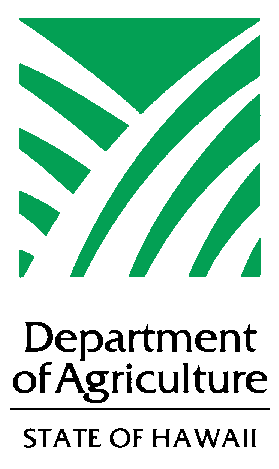 Department
of Agriculture
STATE OF HAWAII